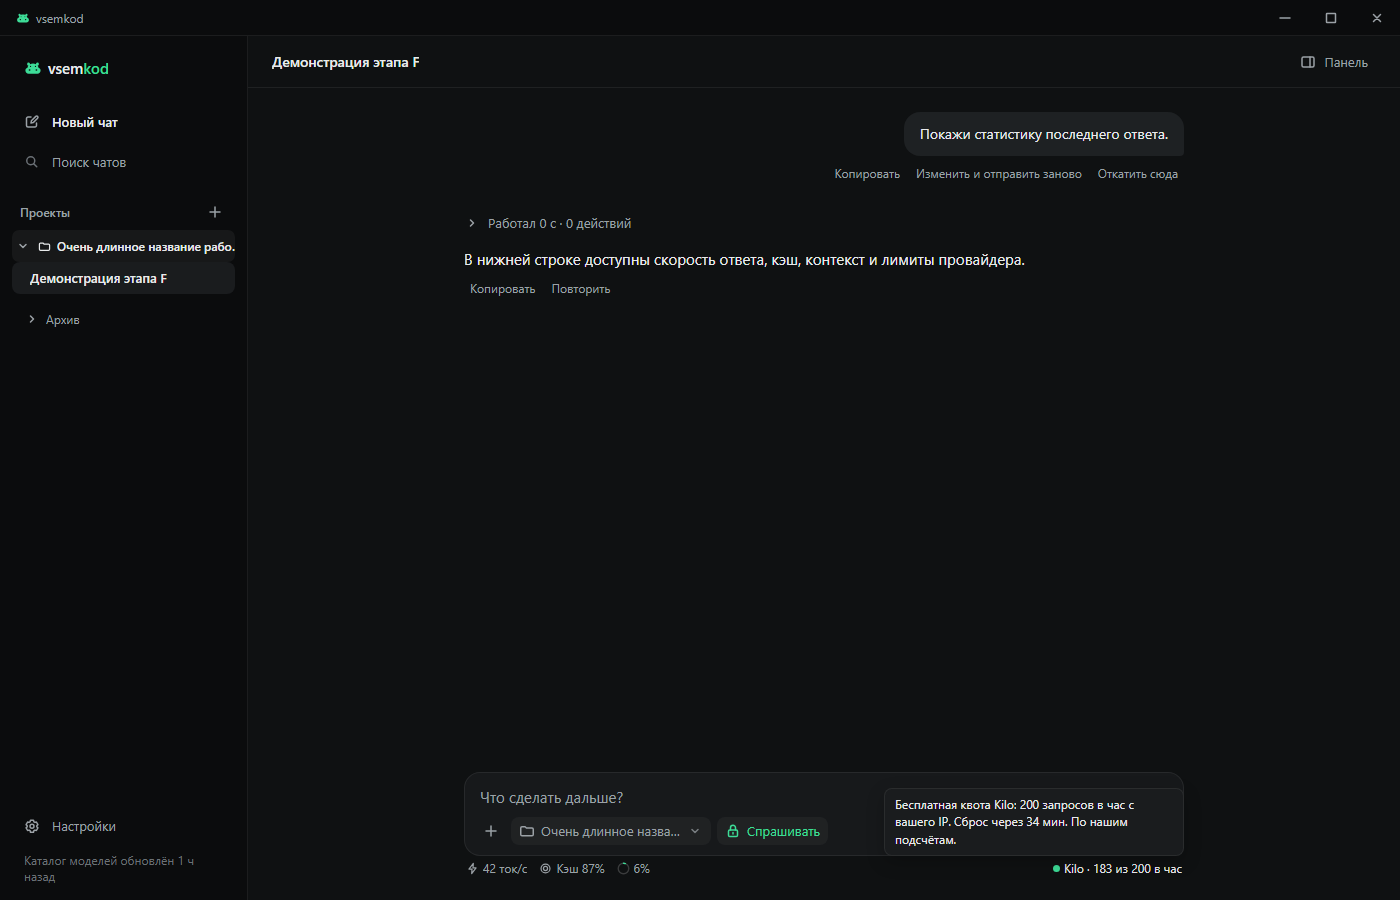 vsemkod
vsemkod
Новый чат
Поиск чатов
Проекты
Очень длинное название рабо.
Демонстрация этапа F
Архив
Настройки
Каталог моделей обновлён 1 ч
назад
Демонстрация этапа F
Панель
Покажи статистику последнего ответа.
Копировать Изменить и отправить заново Откатить сюда
Работал 0 с · 0 действий
В нижней строке доступны скорость ответа, кэш, контекст и лимиты провайдера.
Копировать Повторить
Что сделать дальше?
Очень длинное назва... Спрашивать
Бесплатная квота Kilo: 200 запросов в час с
вашего IP. Сброс через 34 мин. По нашим
подсчётам.
42 ток/с Кэш 87% 6%
Kilo · 183 из 200 в час